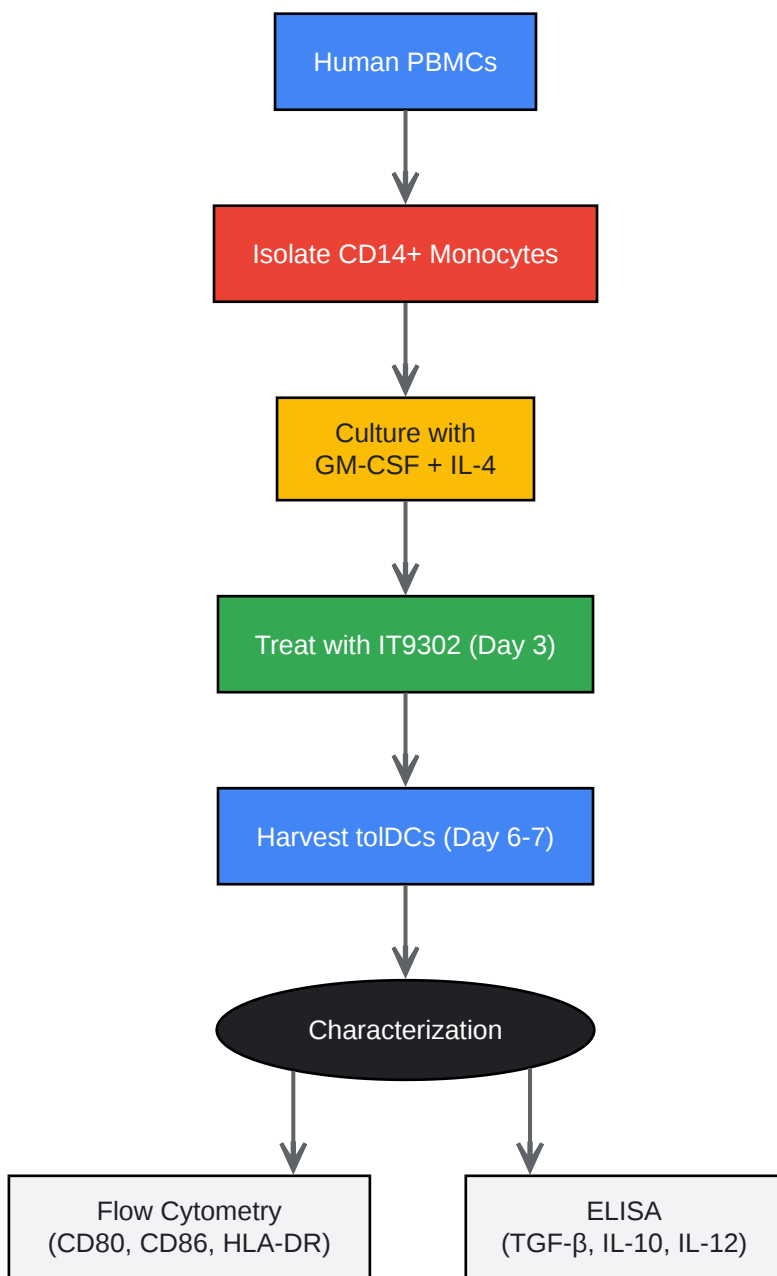 Human PBMCs
Isolate CD14+ Monocytes
Culture with
GM-CSF + IL-4
Treat with IT9302 (Day 3)
Harvest tolDCs (Day 6-7)
Characterization
Flow Cytometry
(CD80, CD86, HLA-DR)
ELISA
(TGF-β, IL-10, IL-12)